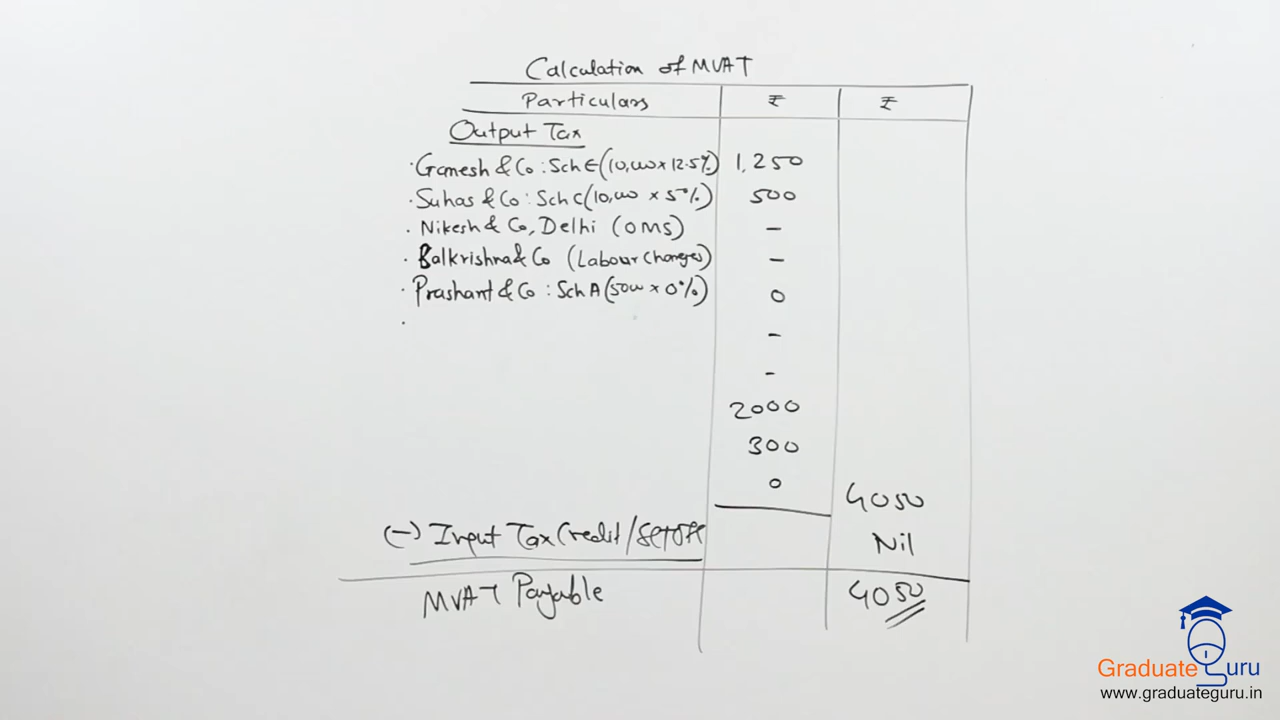 Calculation of MVAT
Particulars ₹ ₹
Output Tax
· Ganesh & Co : Sch E (10,000 x 12.5%) 1,250
· Suhas & Co : Sch C (10,000 x 5%) 500
· Nikesh & Co, Delhi (OMS) -
· Balkrishna & Co (Labour Charges) -
· Prashant & Co : Sch A (5000 x 0%) 0
· -
-
2000
300
0 4050
(-) Input Tax Credit / Set off Nil
MVAT Payable 4050
Graduate Guru
www.graduateguru.in